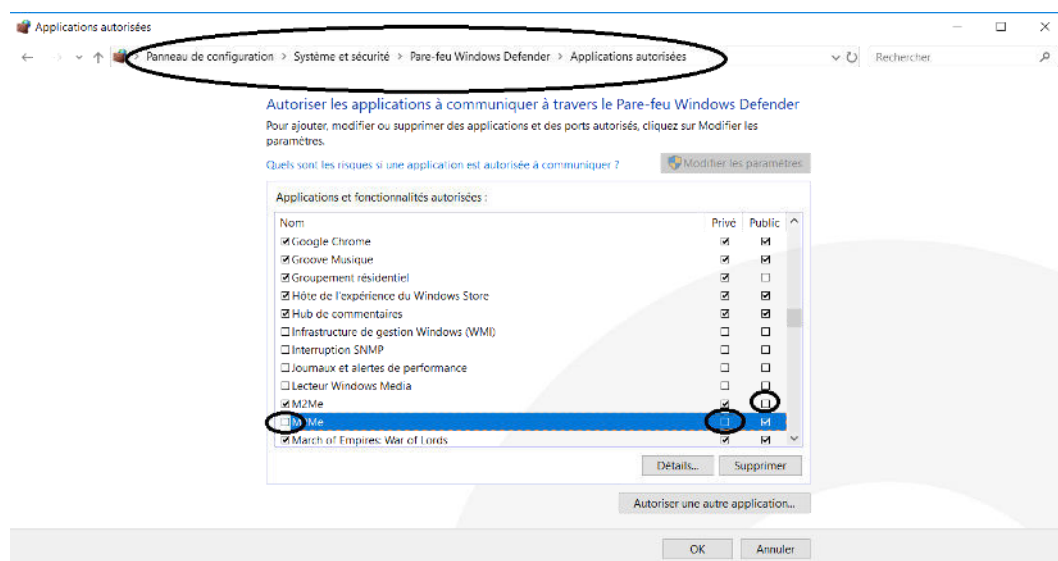 Applications autorisées
Panneau de configuration > Système et sécurité > Pare-feu Windows Defender > Applications autorisées
Rechercher
Autoriser les applications à communiquer à travers le Pare-feu Windows Defender
Pour ajouter, modifier ou supprimer des applications et des ports autorisés, cliquez sur Modifier les
paramètres.
Quels sont les risques si une application est autorisée à communiquer ?
Modifier les paramètres
Applications et fonctionnalités autorisées :
Nom Privé Public
Google Chrome
Groove Musique
Groupement résidentiel
Hôte de l'expérience du Windows Store
Hub de commentaires
Infrastructure de gestion Windows (WMI)
Interruption SNMP
Journaux et alertes de performance
Lecteur Windows Media
M2Me
M2Me
March of Empires: War of Lords
Détails... Supprimer
Autoriser une autre application...
OK Annuler